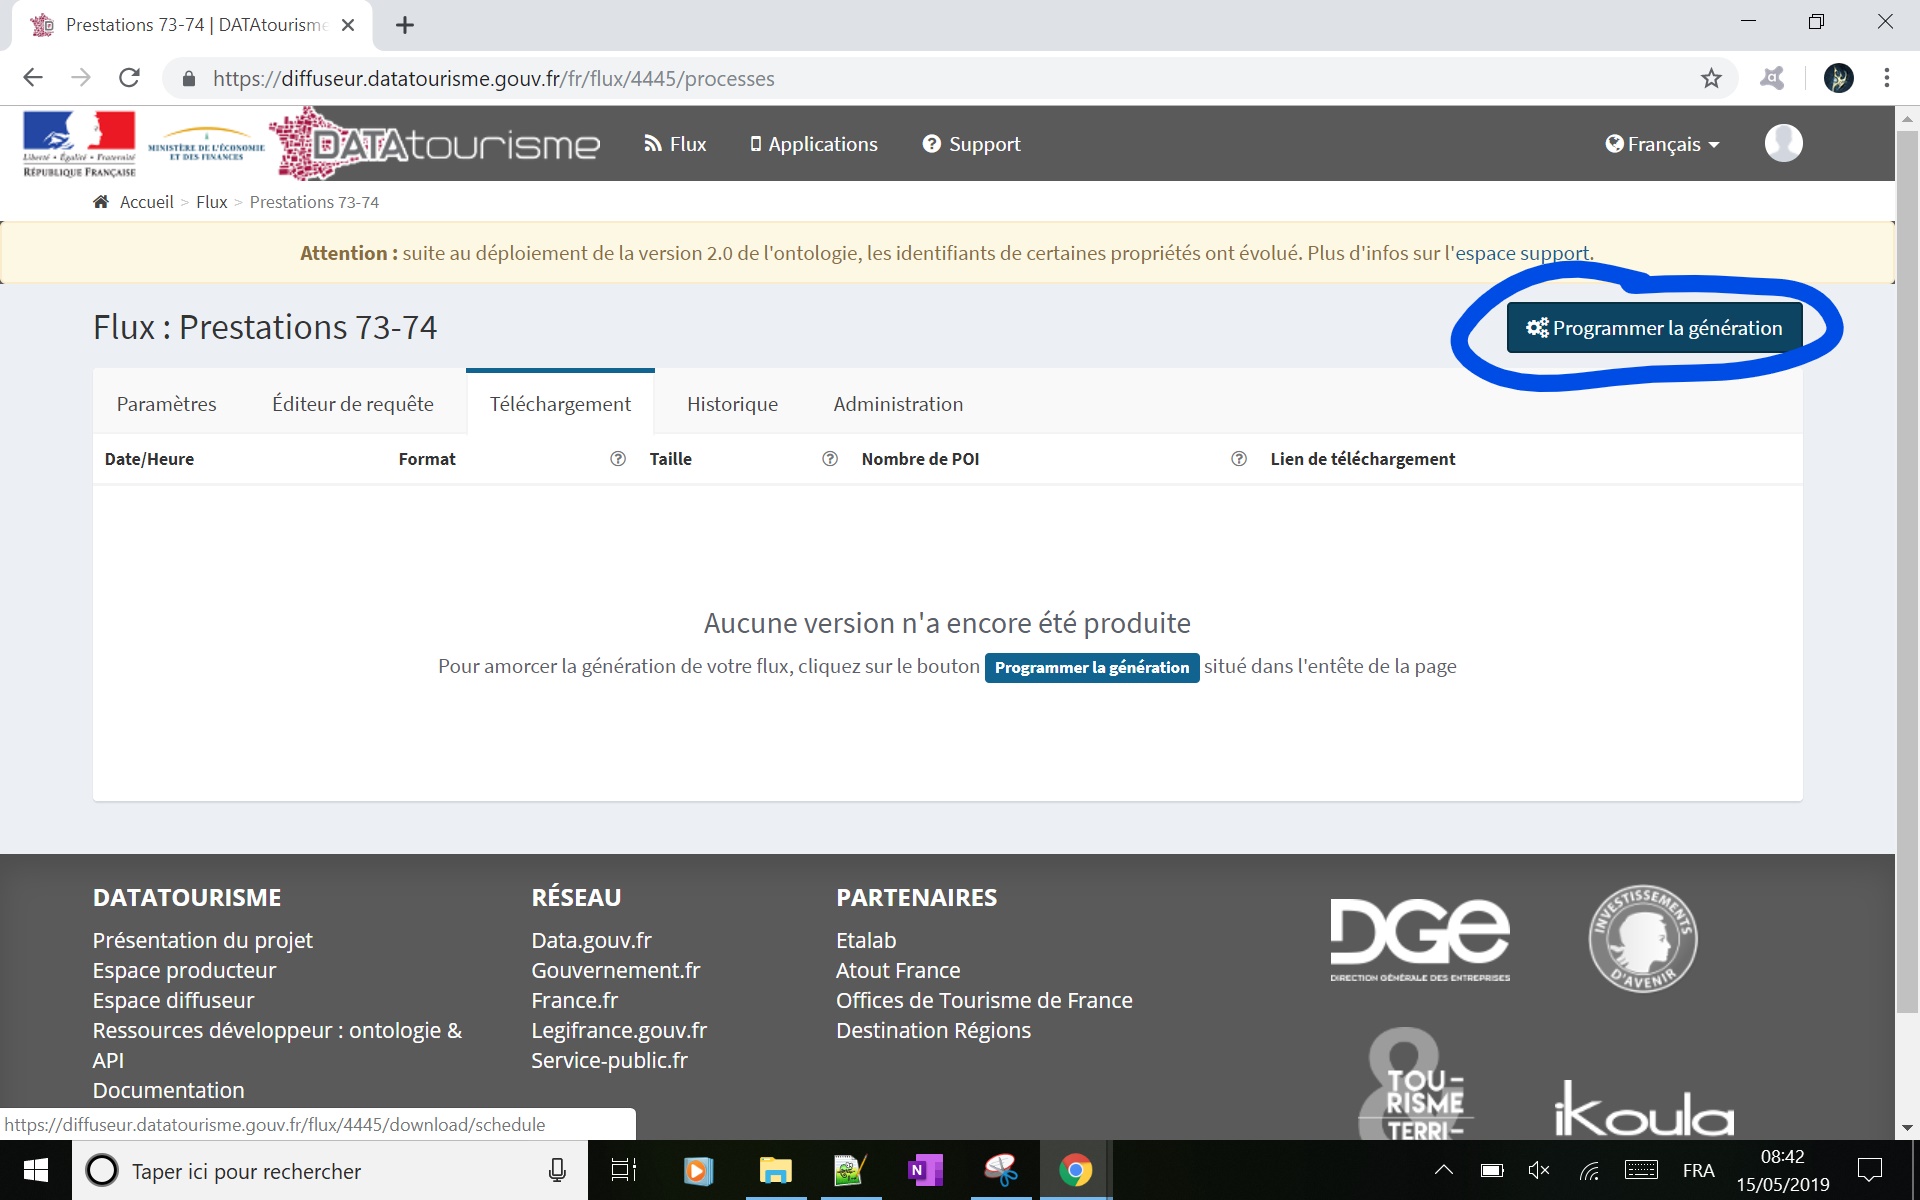 Prestations 73-74 | DATAtourisme
https://diffuseur.datatourisme.gouv.fr/fr/flux/4445/processes
Liberté • Égalité • Fraternité
RÉPUBLIQUE FRANÇAISE
MINISTÈRE DE L'ÉCONOMIE
ET DES FINANCES
DATAtourisme
Flux
Applications
Support
Français
Accueil > Flux > Prestations 73-74
Attention : suite au déploiement de la version 2.0 de l'ontologie, les identifiants de certaines propriétés ont évolué. Plus d'infos sur l'espace support.
Flux : Prestations 73-74
Programmer la génération
Paramètres
Éditeur de requête
Téléchargement
Historique
Administration
Date/Heure
Format
Taille
Nombre de POI
Lien de téléchargement
Aucune version n'a encore été produite
Pour amorcer la génération de votre flux, cliquez sur le bouton Programmer la génération situé dans l'entête de la page
DATATOURISME
Présentation du projet
Espace producteur
Espace diffuseur
Ressources développeur : ontologie &
API
Documentation
RÉSEAU
Data.gouv.fr
Gouvernement.fr
France.fr
Legifrance.gouv.fr
Service-public.fr
PARTENAIRES
Etalab
Atout France
Offices de Tourisme de France
Destination Régions
DGE
DIRECTION GÉNÉRALE DES ENTREPRISES
INVESTISSEMENTS
D'AVENIR
&
TOU-
RISME
TERRI-
ikoula
https://diffuseur.datatourisme.gouv.fr/flux/4445/download/schedule
Taper ici pour rechercher
FRA
08:42
15/05/2019